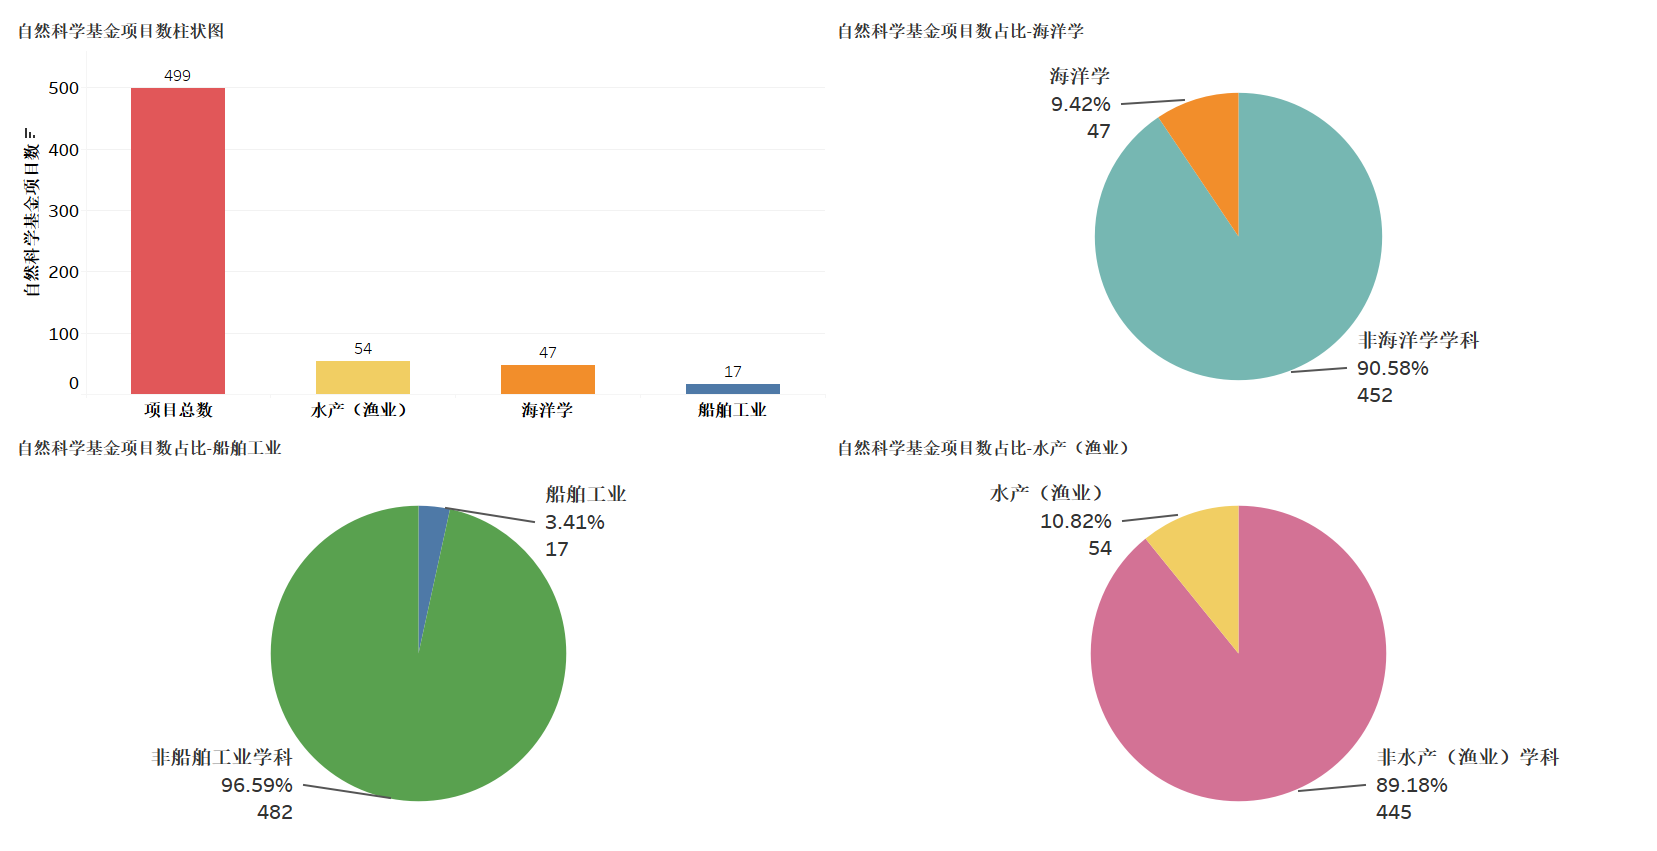 自然科学基金项目数柱状图
自然科学基金项目数
500
400
300
200
100
0
499
54
47
17
项目总数
水产（渔业）
海洋学
船舶工业
自然科学基金项目数占比-海洋学
海洋学
9.42%
47
非海洋学学科
90.58%
452
自然科学基金项目数占比-船舶工业
船舶工业
3.41%
17
非船舶工业学科
96.59%
482
自然科学基金项目数占比-水产（渔业）
水产（渔业）
10.82%
54
非水产（渔业）学科
89.18%
445